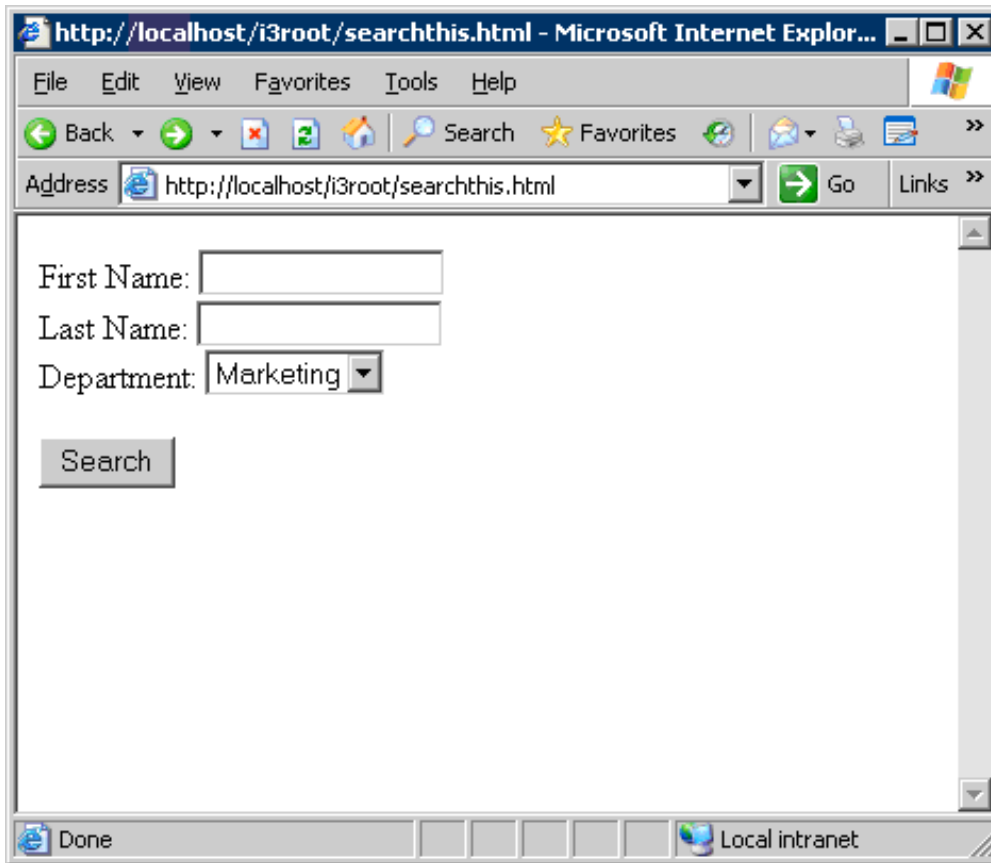 http://localhost/i3root/searchthis.html - Microsoft Internet Explor...
File Edit View Favorites Tools Help
Back Search Favorites »
Address http://localhost/i3root/searchthis.html Go Links »
First Name:
Last Name:
Department: Marketing
Search
Done Local intranet